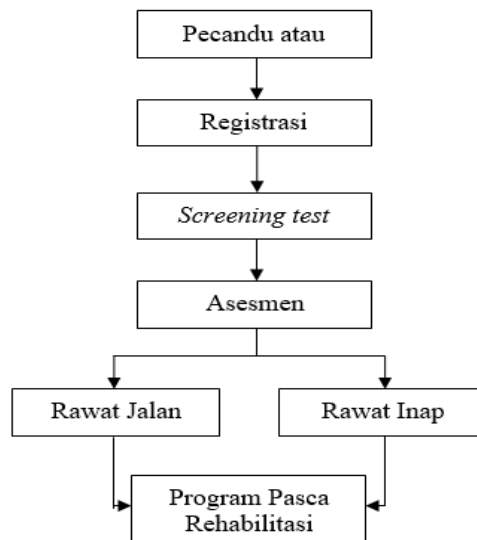 Pecandu atau
Registrasi
Screening test
Asesmen
Rawat Jalan
Rawat Inap
Program Pasca
Rehabilitasi